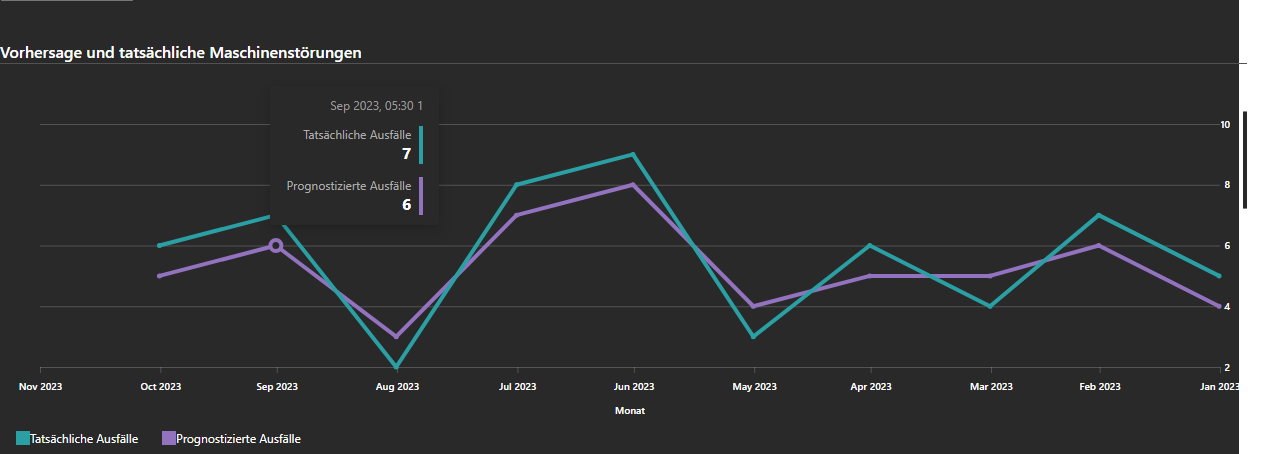 Vorhersage und tatsächliche Maschinenstörungen
Sep 2023, 05:30 1
Tatsächliche Ausfälle
7
Prognostizierte Ausfälle
6
10
8
6
4
2
Nov 2023 Oct 2023 Sep 2023 Aug 2023 Jul 2023 Jun 2023 May 2023 Apr 2023 Mar 2023 Feb 2023 Jan 2023
Monat
Tatsächliche Ausfälle Prognostizierte Ausfälle